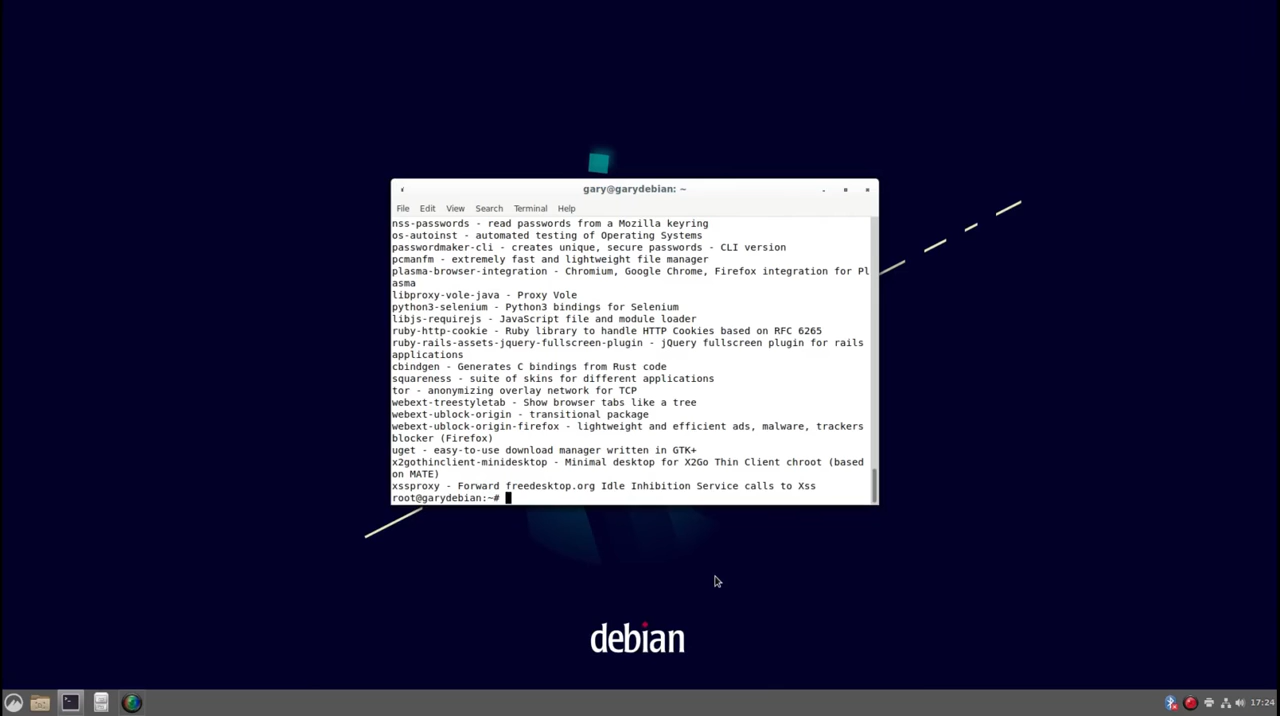 gary@garydebian: ~
File Edit View Search Terminal Help
nss-passwords - read passwords from a Mozilla keyring
os-autoinst - automated testing of Operating Systems
passwordmaker-cli - creates unique, secure passwords - CLI version
pcmanfm - extremely fast and lightweight file manager
plasma-browser-integration - Chromium, Google Chrome, Firefox integration for Pl
asma
libproxy-vole-java - Proxy Vole
python3-selenium - Python3 bindings for Selenium
libjs-requirejs - JavaScript file and module loader
ruby-http-cookie - Ruby library to handle HTTP Cookies based on RFC 6265
ruby-rails-assets-jquery-fullscreen-plugin - jQuery fullscreen plugin for rails
applications
cbindgen - Generates C bindings from Rust code
squareness - suite of skins for different applications
tor - anonymizing overlay network for TCP
webext-treestyletab - Show browser tabs like a tree
webext-ublock-origin - transitional package
webext-ublock-origin-firefox - lightweight and efficient ads, malware, trackers
blocker (Firefox)
uget - easy-to-use download manager written in GTK+
x2gothinclient-minidesktop - Minimal desktop for X2Go Thin Client chroot (based
on MATE)
xssproxy - Forward freedesktop.org Idle Inhibition Service calls to Xss
root@garydebian:~#
debian
17:24